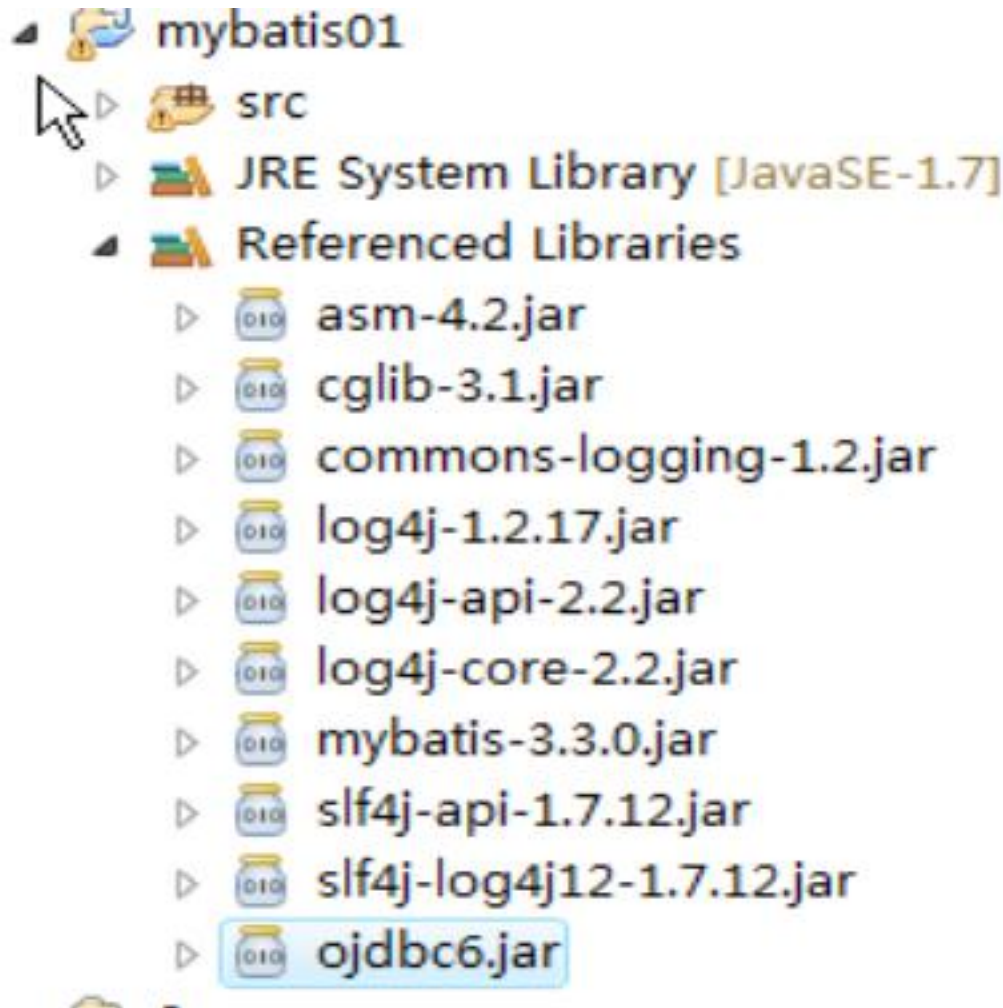 mybatis01
src
JRE System Library [JavaSE-1.7]
Referenced Libraries
asm-4.2.jar
cglib-3.1.jar
commons-logging-1.2.jar
log4j-1.2.17.jar
log4j-api-2.2.jar
log4j-core-2.2.jar
mybatis-3.3.0.jar
slf4j-api-1.7.12.jar
slf4j-log4j12-1.7.12.jar
ojdbc6.jar